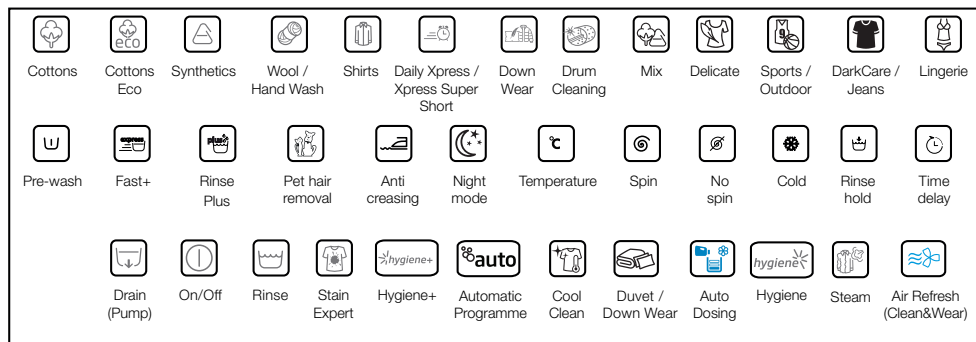 eco
9
Cottons
Cottons Eco
Synthetics
Wool / Hand Wash
Shirts
Daily Xpress / Xpress Super Short
Down Wear
Drum Cleaning
Mix
Delicate
Sports / Outdoor
DarkCare / Jeans
Lingerie
express
plus
°C
Pre-wash
Fast+
Rinse Plus
Pet hair removal
Anti creasing
Night mode
Temperature
Spin
No spin
Cold
Rinse hold
Time delay
hygiene+
auto
hygiene
Drain (Pump)
On/Off
Rinse
Stain Expert
Hygiene+
Automatic Programme
Cool Clean
Duvet / Down Wear
Auto Dosing
Hygiene
Steam
Air Refresh (Clean&Wear)